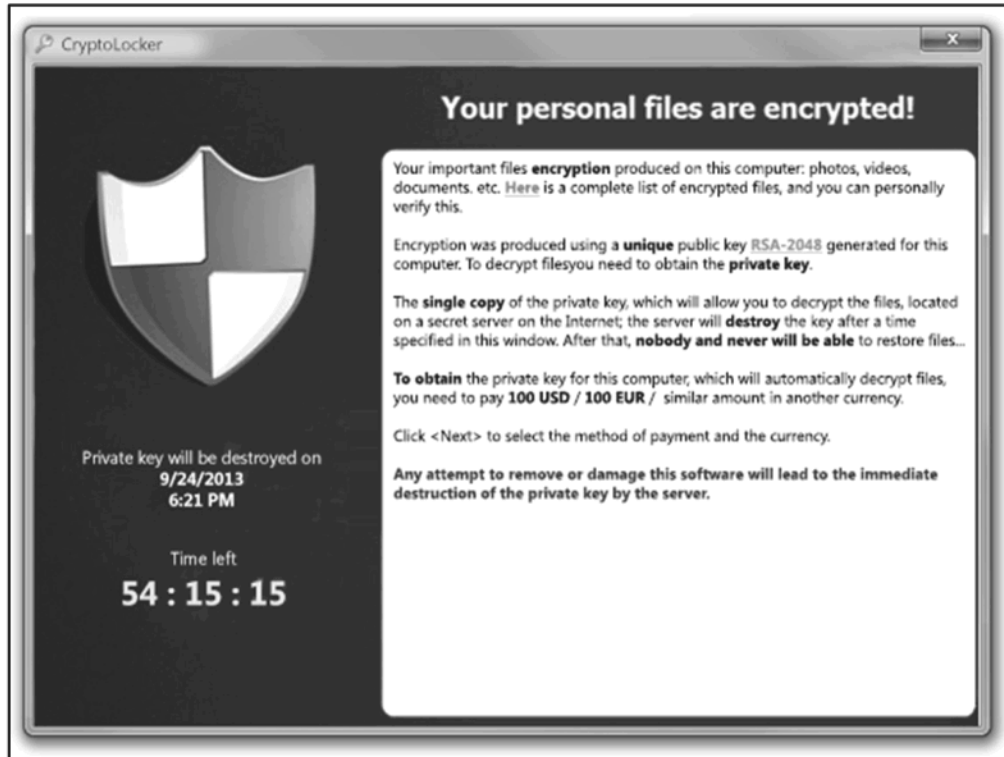 CryptoLocker
Your personal files are encrypted!
Your important files encryption produced on this computer: photos, videos,
documents. etc. Here is a complete list of encrypted files, and you can personally
verify this.
Encryption was produced using a unique public key RSA-2048 generated for this
computer. To decrypt filesyou need to obtain the private key.
The single copy of the private key, which will allow you to decrypt the files, located
on a secret server on the Internet; the server will destroy the key after a time
specified in this window. After that, nobody and never will be able to restore files...
To obtain the private key for this computer, which will automatically decrypt files,
you need to pay 100 USD / 100 EUR / similar amount in another currency.
Click <Next> to select the method of payment and the currency.
Any attempt to remove or damage this software will lead to the immediate
destruction of the private key by the server.
Private key will be destroyed on
9/24/2013
6:21 PM
Time left
54 : 15 : 15